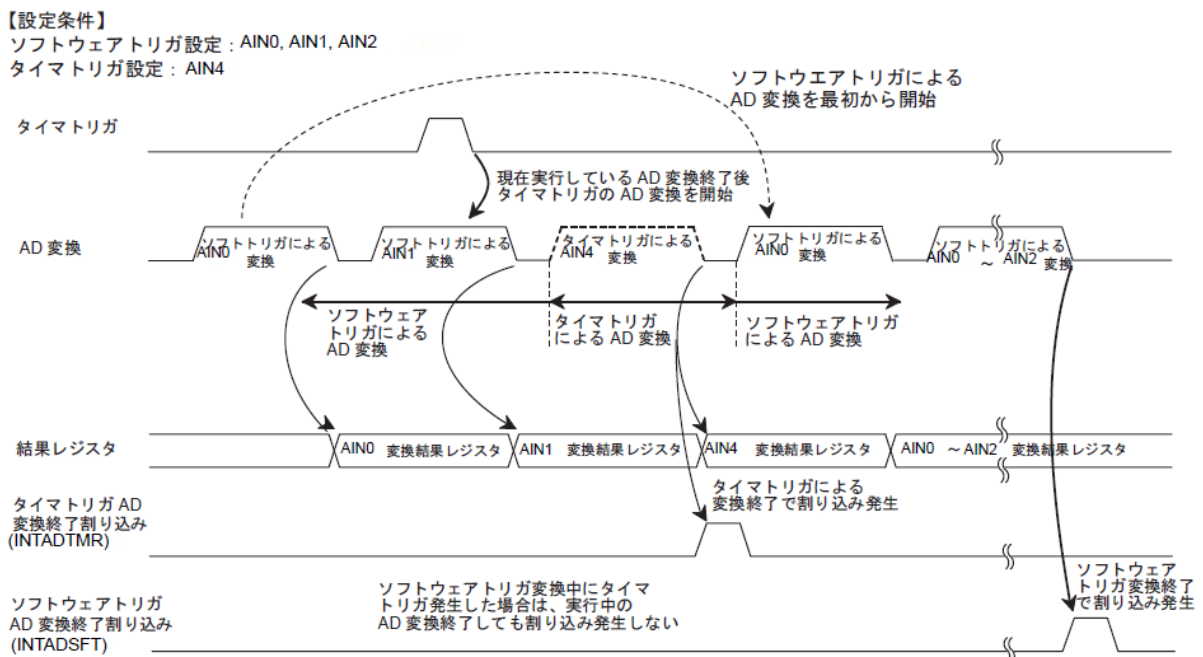 【設定条件】
ソフトウェアトリガ設定：AIN0, AIN1, AIN2
タイマトリガ設定：AIN4
ソフトウエアトリガによる
AD 変換を最初から開始
タイマトリガ
現在実行している AD 変換終了後
タイマトリガの AD 変換を開始
AD 変換
ソフトトリガによる
AIN0 変換
ソフトトリガによる
AIN1 変換
タイマトリガによる
AIN4 変換
ソフトトリガによる
AIN0 変換
ソフトトリガによる
AIN0 ～ AIN2 変換
ソフトウェア
トリガによる
AD 変換
タイマトリガ
による AD 変換
ソフトウェアトリガ
による AD 変換
結果レジスタ
AIN0 変換結果レジスタ
AIN1 変換結果レジスタ
AIN4 変換結果レジスタ
AIN0 ～AIN2 変換結果レジスタ
タイマトリガ AD
変換終了割り込み
(INTADTMR)
タイマトリガによる
変換終了で割り込み発生
ソフトウェアトリガ
AD 変換終了割り込み
(INTADSFT)
ソフトウェアトリガ変換中にタイマ
トリガ発生した場合は、実行中の
AD 変換終了しても割り込み発生しない
ソフトウェア
トリガ変換終了
で割り込み発生